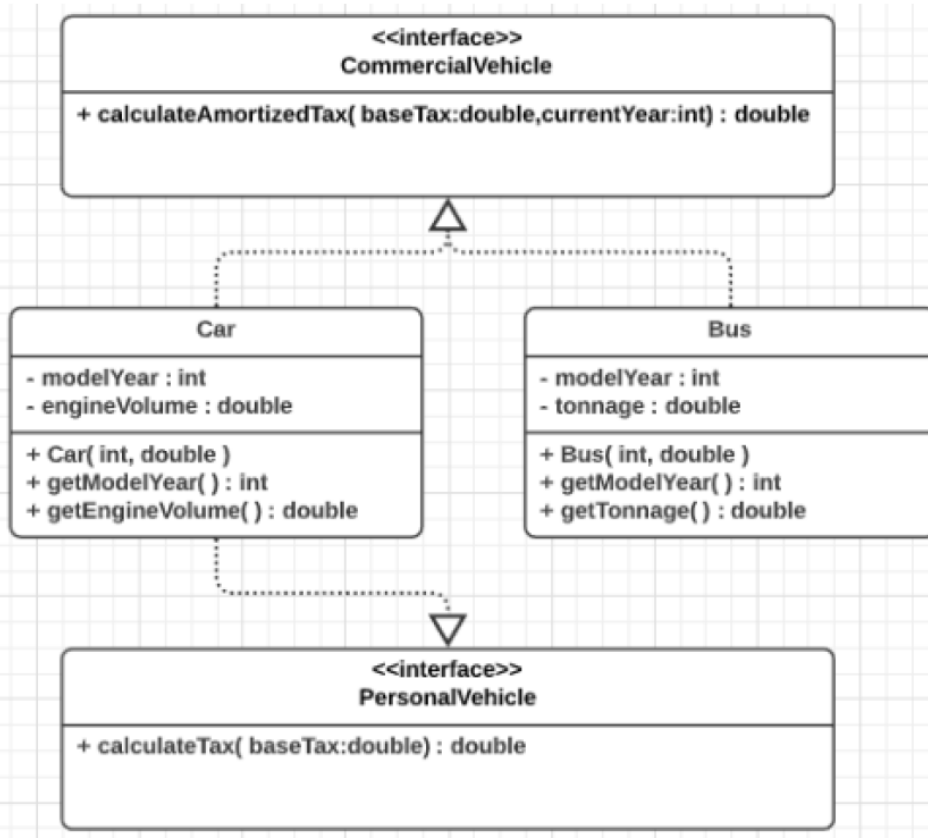 <<interface>>
CommercialVehicle
+ calculateAmortizedTax( baseTax:double,currentYear:int) : double
Car
- modelYear : int
- engineVolume : double
+ Car( int, double )
+ getModelYear( ) : int
+ getEngineVolume( ) : double
Bus
- modelYear : int
- tonnage : double
+ Bus( int, double )
+ getModelYear( ) : int
+ getTonnage( ) : double
<<interface>>
PersonalVehicle
+ calculateTax( baseTax:double) : double